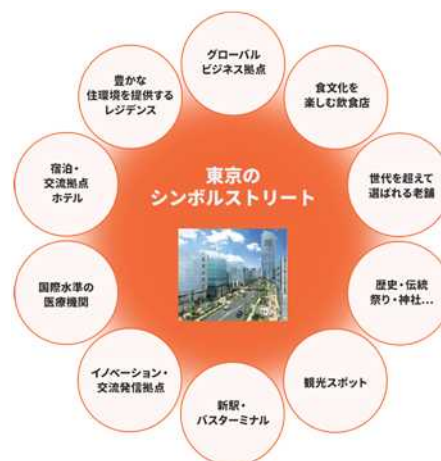 東京の
シンボルストリート
グローバル
ビジネス拠点
食文化を
楽しむ飲食店
世代を超えて
選ばれる老舗
歴史・伝統
祭り・神社...
観光スポット
新駅・
バスターミナル
イノベーション・
交流発信拠点
国際水準の
医療機関
宿泊・
交流拠点
ホテル
豊かな
住環境を提供する
レジデンス